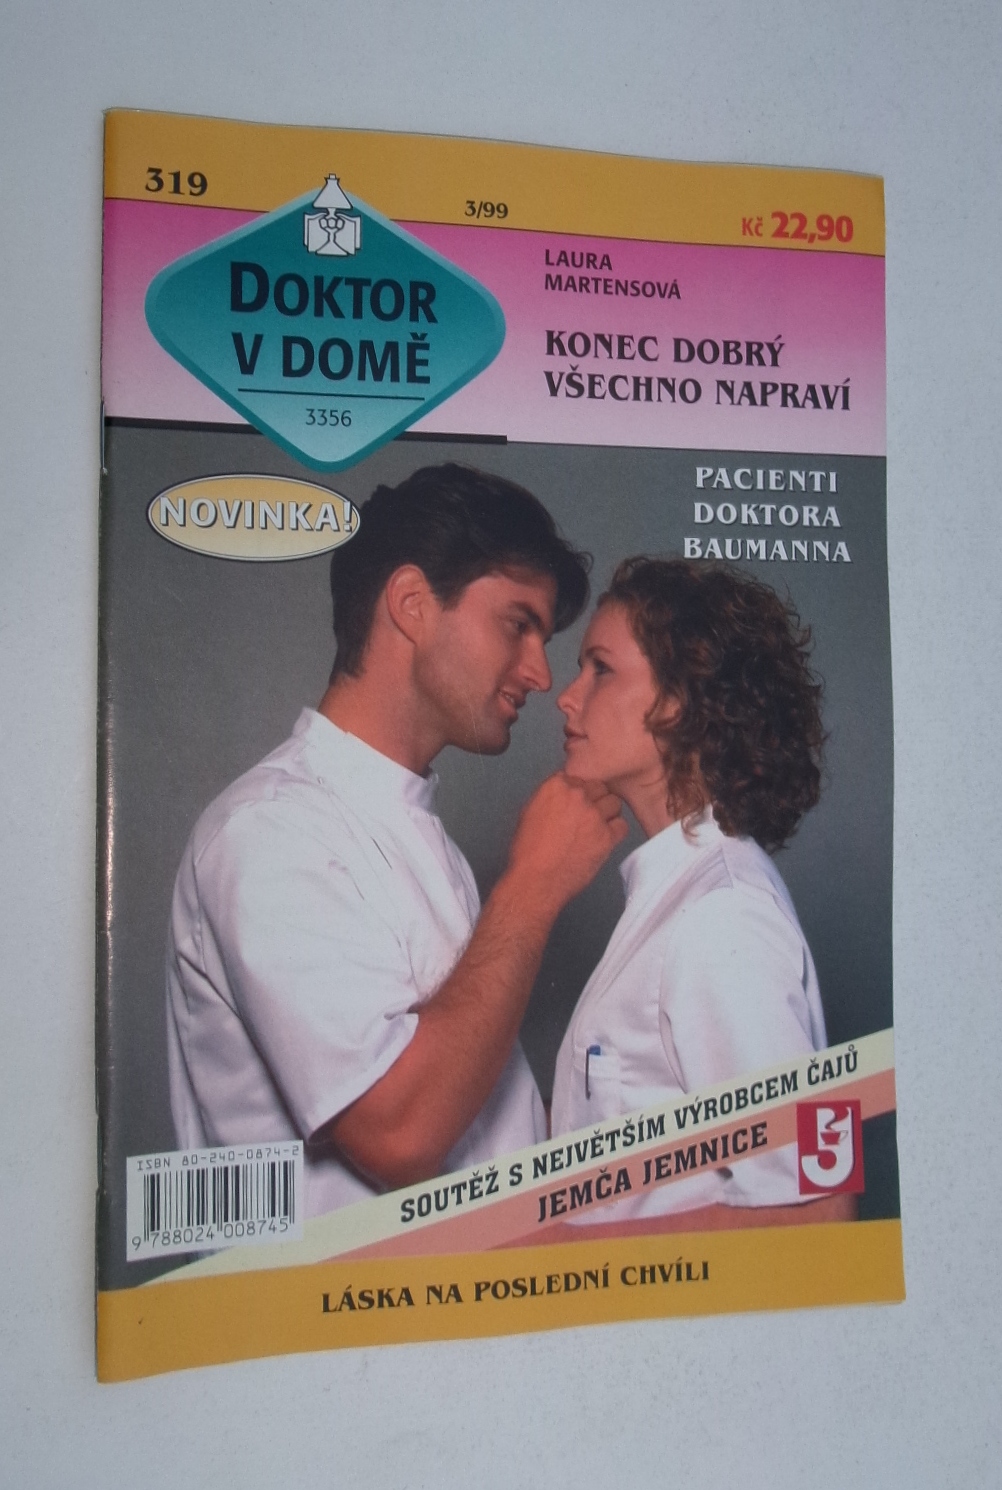 319
3/99
Kč 22,90
DOKTOR
V DOMĚ
3356
LAURA
MARTENSOVÁ
KONEC DOBRÝ
VŠECHNO NAPRAVÍ
NOVINKA!
PACIENTI
DOKTORA
BAUMANNA
SOUTĚŽ S NEJVĚTŠÍM VÝROBCEM ČAJŮ
JEMČA JEMNICE
ISBN 80-240-0874-2
9 788024 008745
LÁSKA NA POSLEDNÍ CHVÍLI